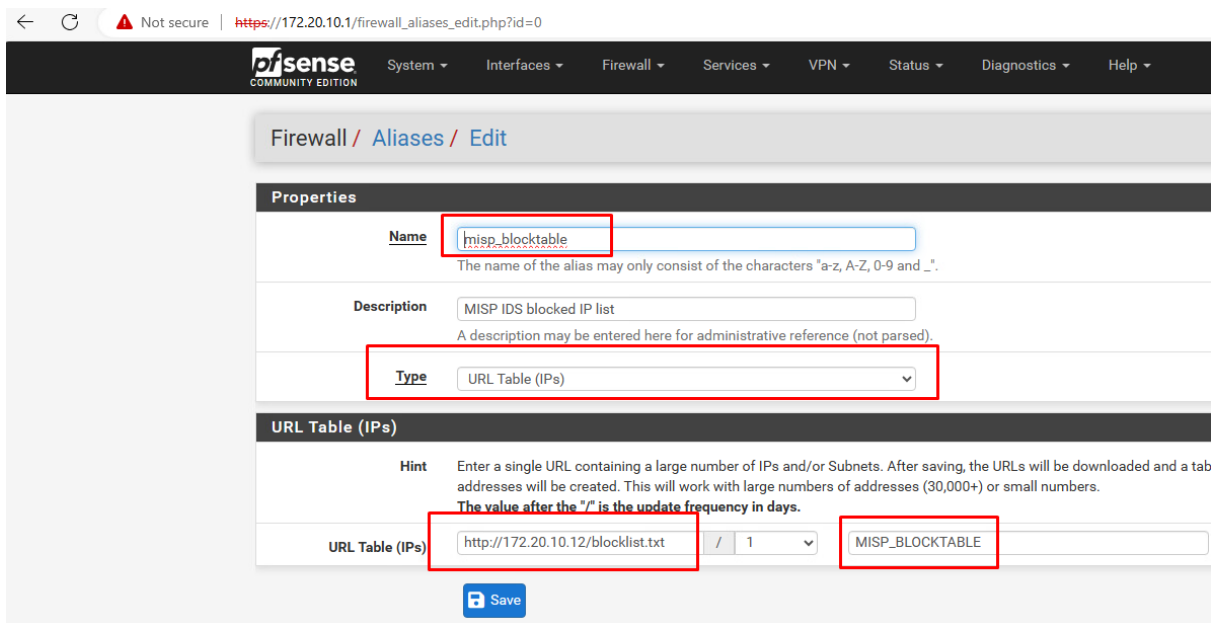 Not secure https://172.20.10.1/firewall_aliases_edit.php?id=0
pfsense COMMUNITY EDITION System Interfaces Firewall Services VPN Status Diagnostics Help
Firewall / Aliases / Edit
Properties
Name misp_blocktable
The name of the alias may only consist of the characters "a-z, A-Z, 0-9 and _".
Description MISP IDS blocked IP list
A description may be entered here for administrative reference (not parsed).
Type URL Table (IPs)
URL Table (IPs)
Hint Enter a single URL containing a large number of IPs and/or Subnets. After saving, the URLs will be downloaded and a tab
addresses will be created. This will work with large numbers of addresses (30,000+) or small numbers.
The value after the "/" is the update frequency in days.
URL Table (IPs) http://172.20.10.12/blocklist.txt / 1 MISP_BLOCKTABLE
Save